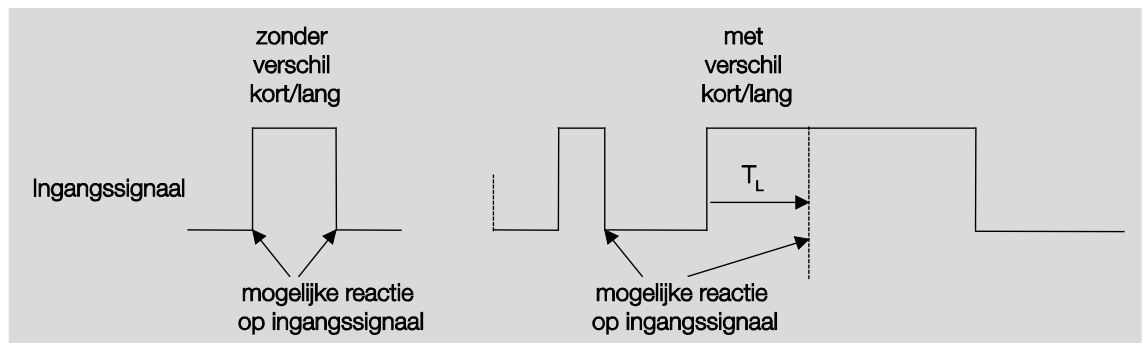 zonder
verschil
kort/lang
met
verschil
kort/lang
Ingangssignaal
TL
mogelijke reactie
op ingangssignaal
mogelijke reactie
op ingangssignaal